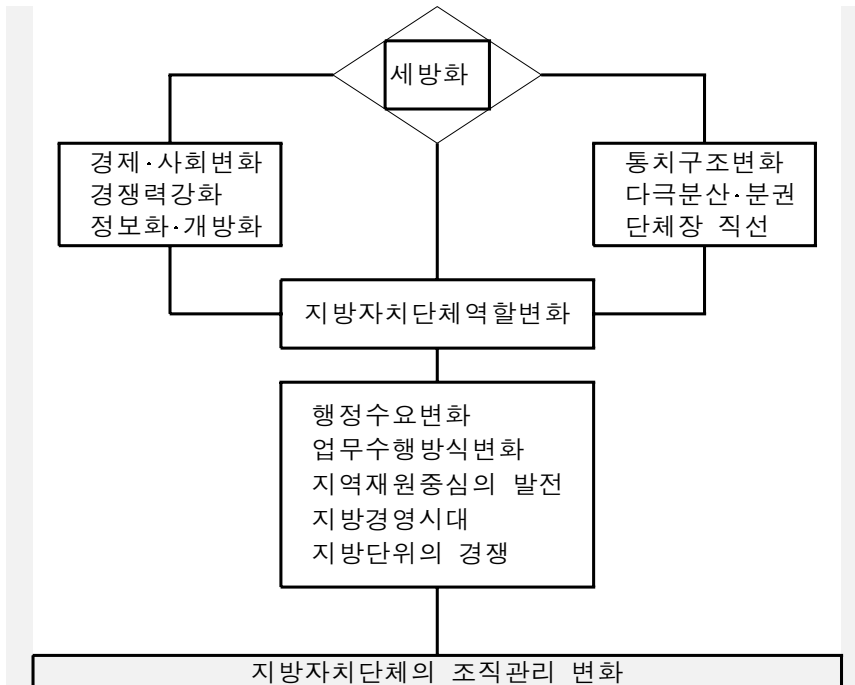 세방화
경제·사회변화
경쟁력강화
정보화·개방화
통치구조변화
다극분산·분권
단체장 직선
지방자치단체역할변화
행정수요변화
업무수행방식변화
지역재원중심의 발전
지방경영시대
지방단위의 경쟁
지방자치단체의 조직관리 변화